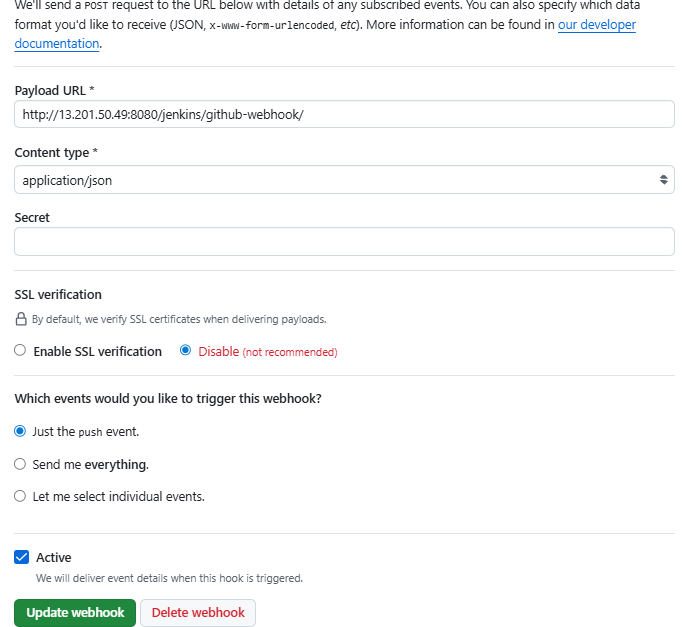 We'll send a POST request to the URL below with details of any subscribed events. You can also specify which data
format you'd like to receive (JSON, x-www-form-urlencoded, etc). More information can be found in our developer
documentation.
Payload URL *
http://13.201.50.49:8080/jenkins/github-webhook/
Content type *
application/json
Secret
SSL verification
By default, we verify SSL certificates when delivering payloads.
Enable SSL verification Disable (not recommended)
Which events would you like to trigger this webhook?
Just the push event.
Send me everything.
Let me select individual events.
Active
We will deliver event details when this hook is triggered.
Update webhook Delete webhook